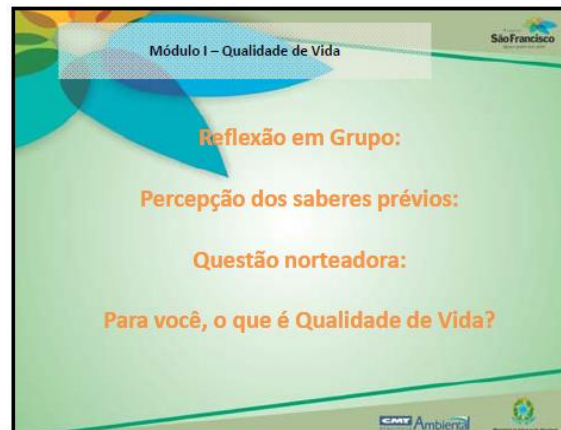 Módulo I – Qualidade de Vida
São Francisco
Reflexão em Grupo:
Percepção dos saberes prévios:
Questão norteadora:
Para você, o que é Qualidade de Vida?
CMT Ambiental